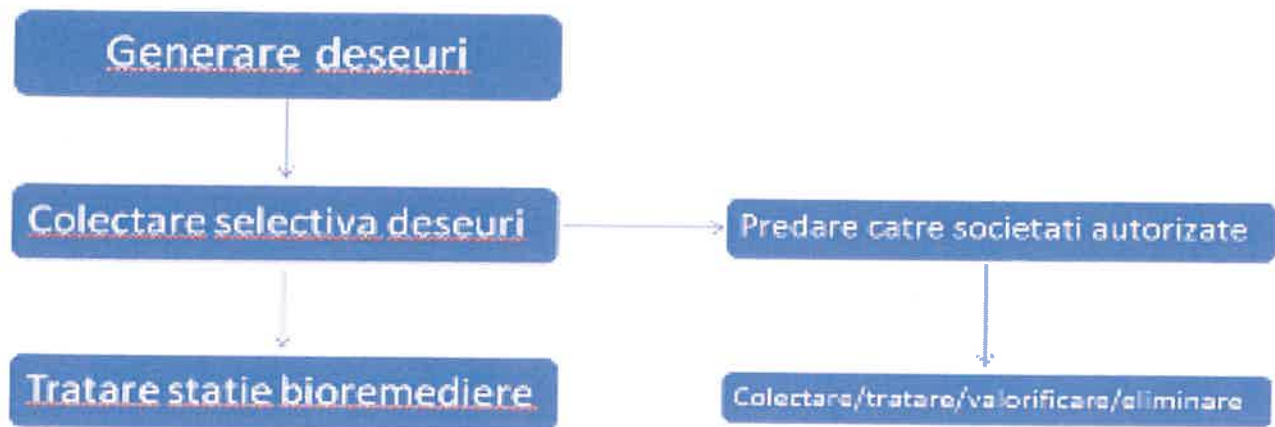 Generare deseuri
Colectare selectiva deseuri
Predare catre societati autorizate
Tratare statie bioremediere
Colectare/tratare/valorificare/eliminare